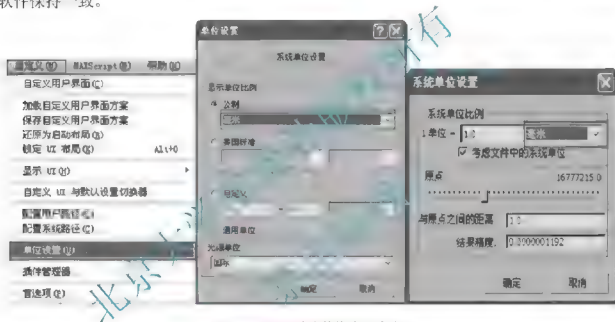 软件保持一致。
自定义(U) MAXScript(M) 帮助(H)
自定义用户界面(C)
加载自定义用户界面方案
保存自定义用户界面方案
还原为启动布局(R)
锁定 UI 布局(K) Alt+0
显示 UI(H)
自定义 UI 与默认设置切换器
配置用户路径(C)
配置系统路径(C)
单位设置(U)
插件管理器
首选项(P)
单位设置
系统单位设置
显示单位比例
公制
毫米
美国标准
自定义
通用单位
光源单位
国际
确定 取消
系统单位设置
系统单位比例
1单位 = 1.0 毫米
考虑文件中的系统单位
原点 16777215.0
与原点之间的距离 1.0
结果精度: 0.0000001192
确定 取消
北京
所有